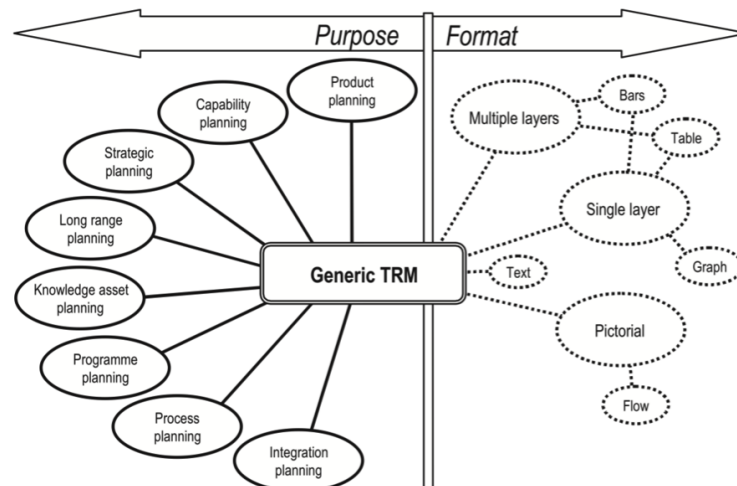 Purpose
Format
Product
planning
Capability
planning
Strategic
planning
Long range
planning
Knowledge asset
planning
Programme
planning
Process
planning
Integration
planning
Generic TRM
Multiple layers
Bars
Table
Single layer
Graph
Text
Pictorial
Flow